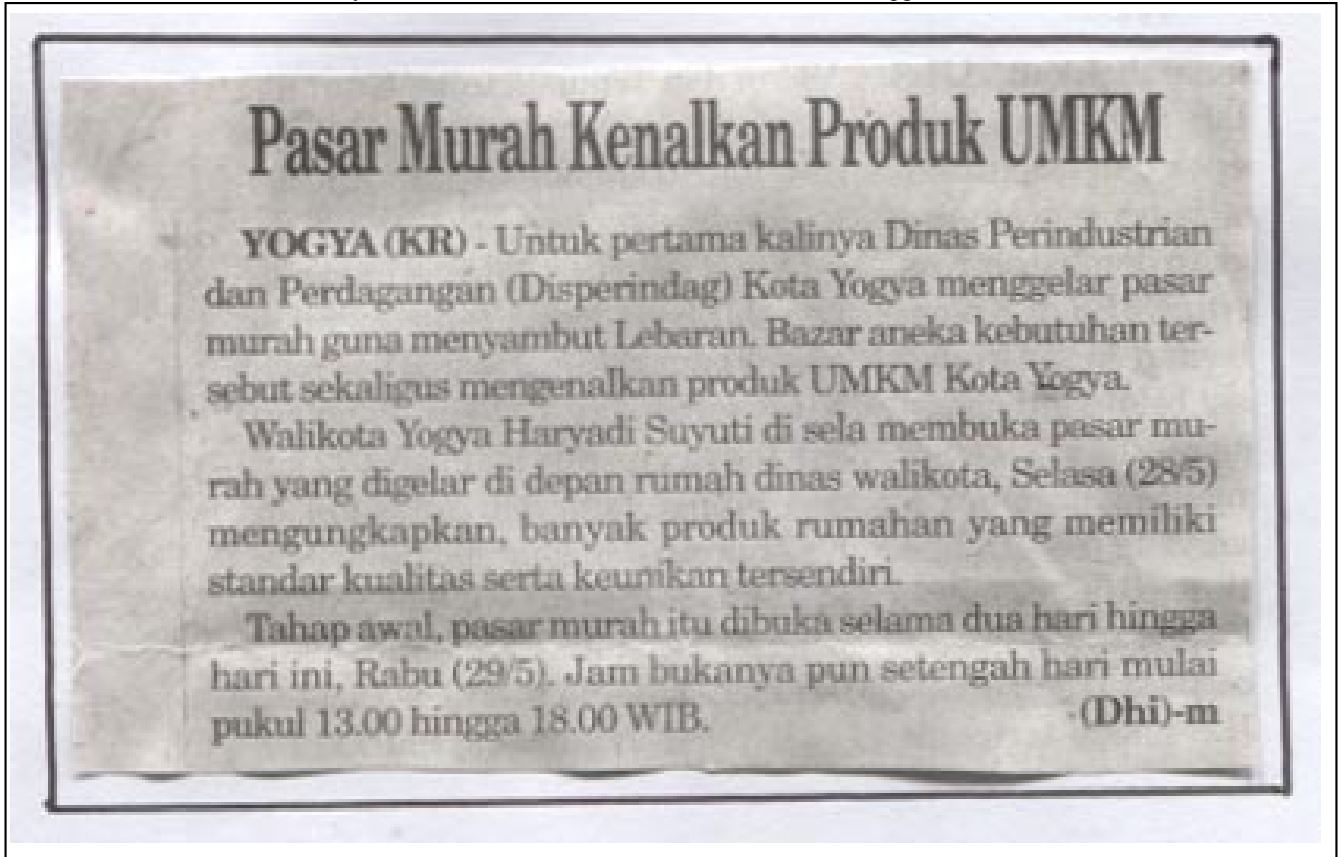 Pasar Murah Kenalkan Produk UMKM
YOGYA (KR) - Untuk pertama kalinya Dinas Perindustrian
dan Perdagangan (Disperindag) Kota Yogya menggelar pasar
murah guna menyambut Lebaran. Bazar aneka kebutuhan ter-
sebut sekaligus mengenalkan produk UMKM Kota Yogya.
Walikota Yogya Haryadi Suyuti di sela membuka pasar mu-
rah yang digelar di depan rumah dinas walikota, Selasa (28/5)
mengungkapkan, banyak produk rumahan yang memiliki
standar kualitas serta keunikan tersendiri.
Tahap awal, pasar murah itu dibuka selama dua hari hingga
hari ini, Rabu (29/5). Jam bukanya pun setengah hari mulai
pukul 13.00 hingga 18.00 WIB. (Dhi)-m